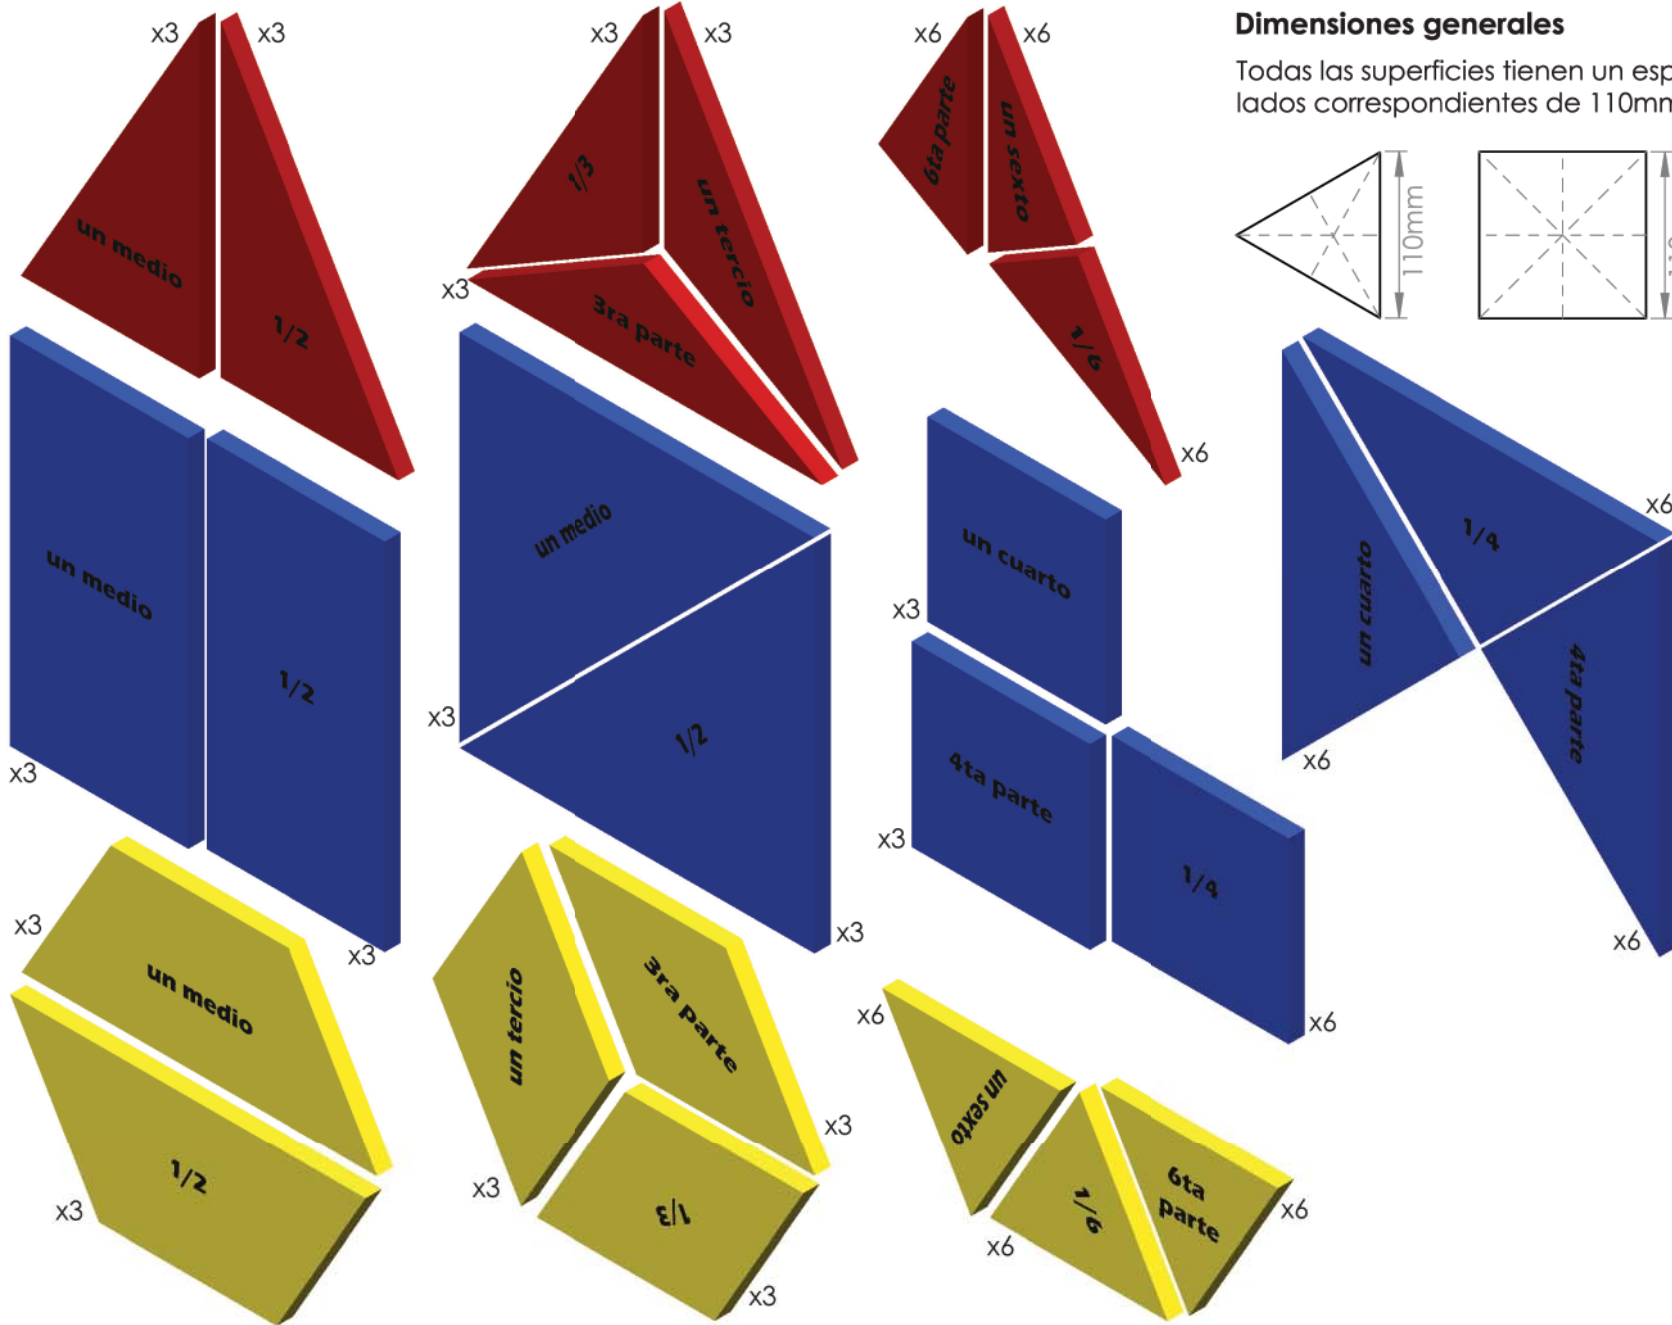 x3
x3
un medio
1/2
x3
x3
1/3
un tercio
x3
3ra parte
x6
x6
6ta parte
un sexto
1/6
x6
Dimensiones generales
Todas las superficies tienen un esp
lados correspondientes de 110mm
110mm
un medio
1/2
x3
x3
un medio
1/2
x3
x3
un cuarto
x3
4ta parte
x3
1/4
x6
un cuarto
1/4
x6
4ta parte
x6
x6
x3
un medio
1/2
x3
un tercio
3ra parte
x3
x3
1/3
x3
x6
un sexto
x6
1/6
6ta
parte
x6